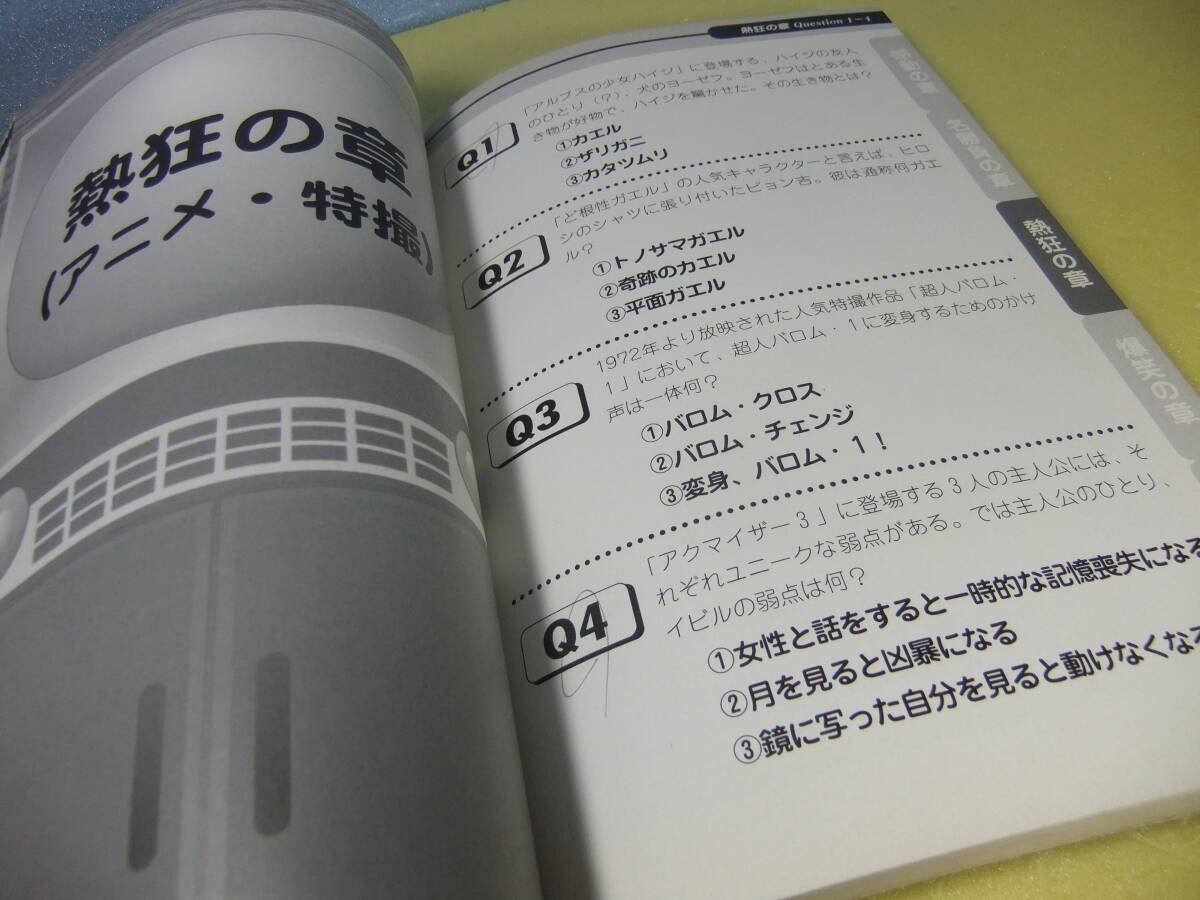 熱狂の章
(アニメ・特撮)
熱狂の章 Question 1−4
Q1
「アルプスの少女ハイジ」に登場する、ハイジの友人
のひとり（？）、犬のヨーゼフ。ヨーゼフはとある生
き物が好物で、ハイジを驚かせた。その生き物とは？
①カエル
②ザリガニ
③カタツムリ
Q2
「ど根性ガエル」の人気キャラクターと言えば、ヒロ
シのシャツに張り付いたピョン吉。彼は通称何ガエ
ル？
①トノサマガエル
②奇跡のカエル
③平面ガエル
Q3
1972年より放映された人気特撮作品「超人バロム・
1」において、超人バロム・1に変身するためのかけ
声は一体何？
①バロム・クロス
②バロム・チェンジ
③変身、バロム・1！
Q4
「アクマイザー3」に登場する3人の主人公には、そ
れぞれユニークな弱点がある。では主人公のひとり、
イビルの弱点は何？
①女性と話をすると一時的な記憶喪失になる
②月を見ると凶暴になる
③鏡に写った自分を見ると動けなくなる
の章
の章
熱狂の章
爆笑の章